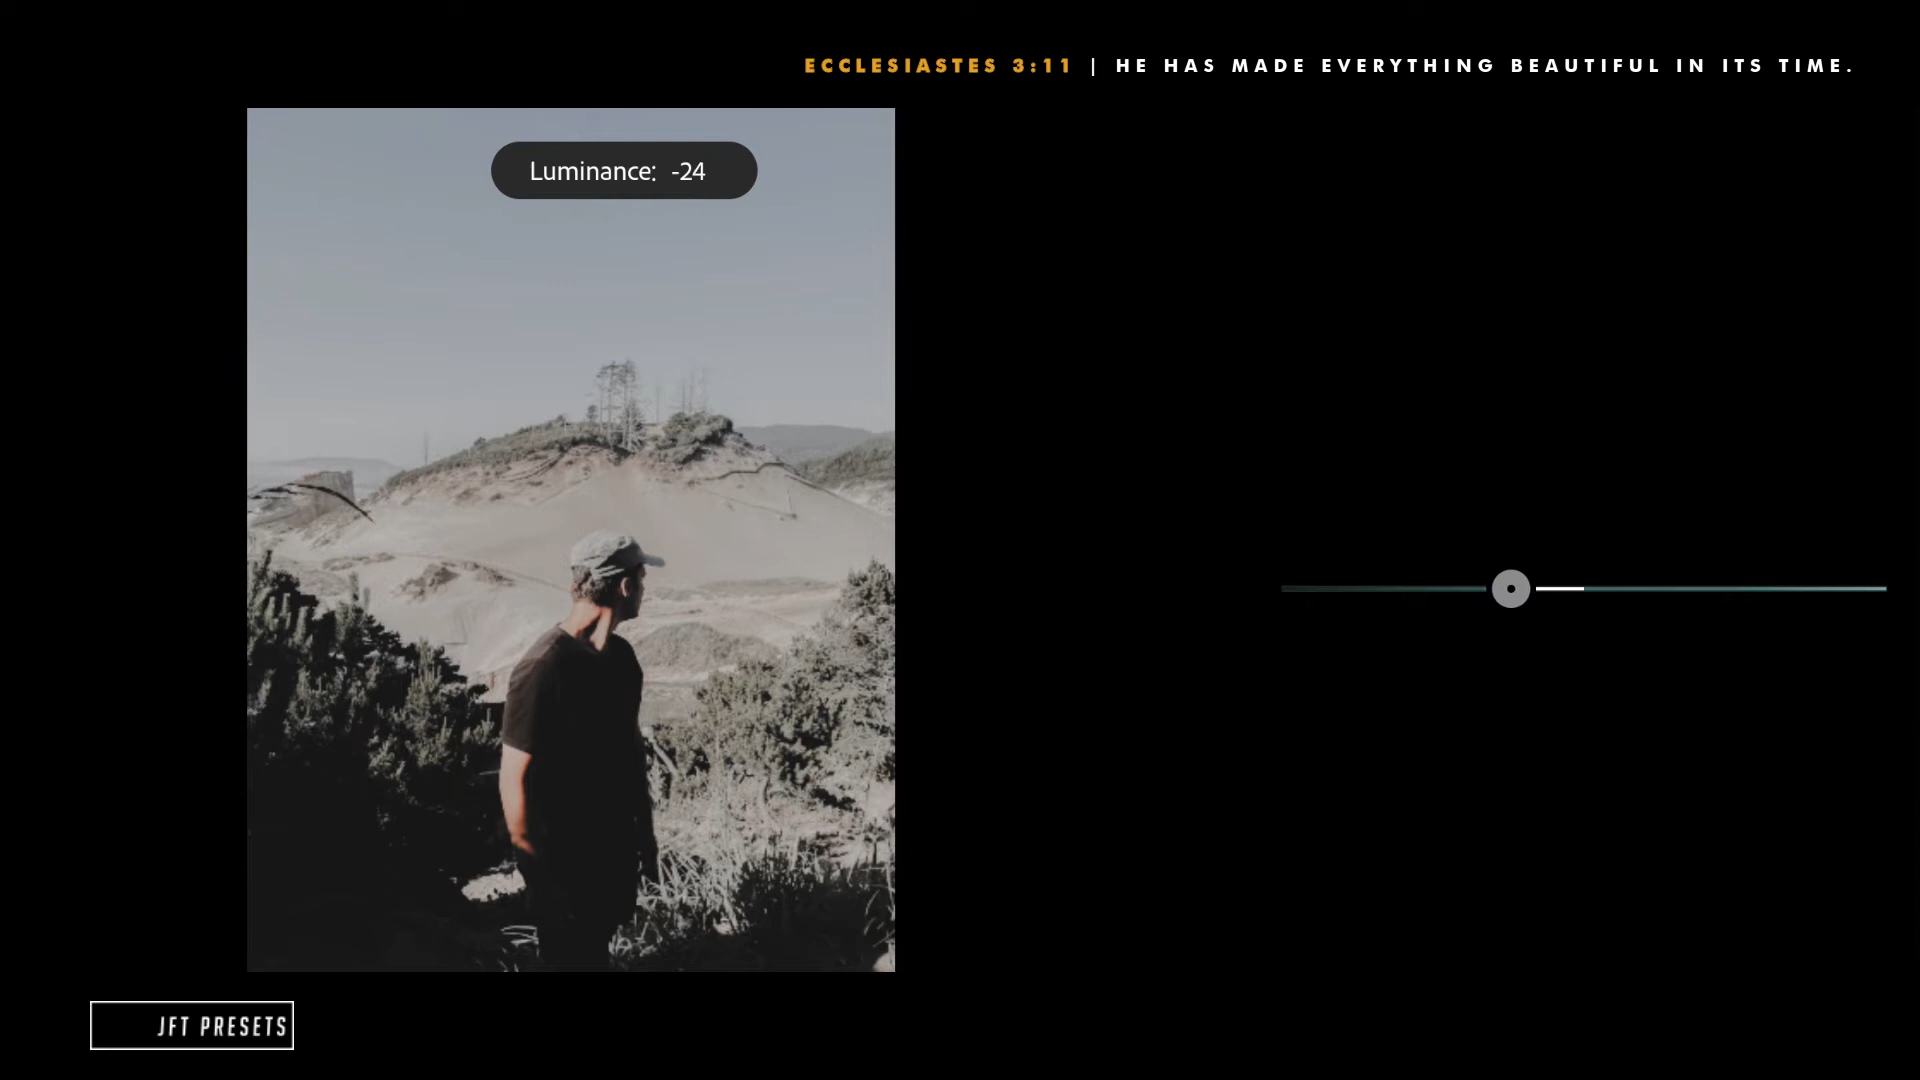 ECCLESIASTES 3:11 | HE HAS MADE EVERYTHING BEAUTIFUL IN ITS TIME.
Luminance: -24
JFT PRESETS